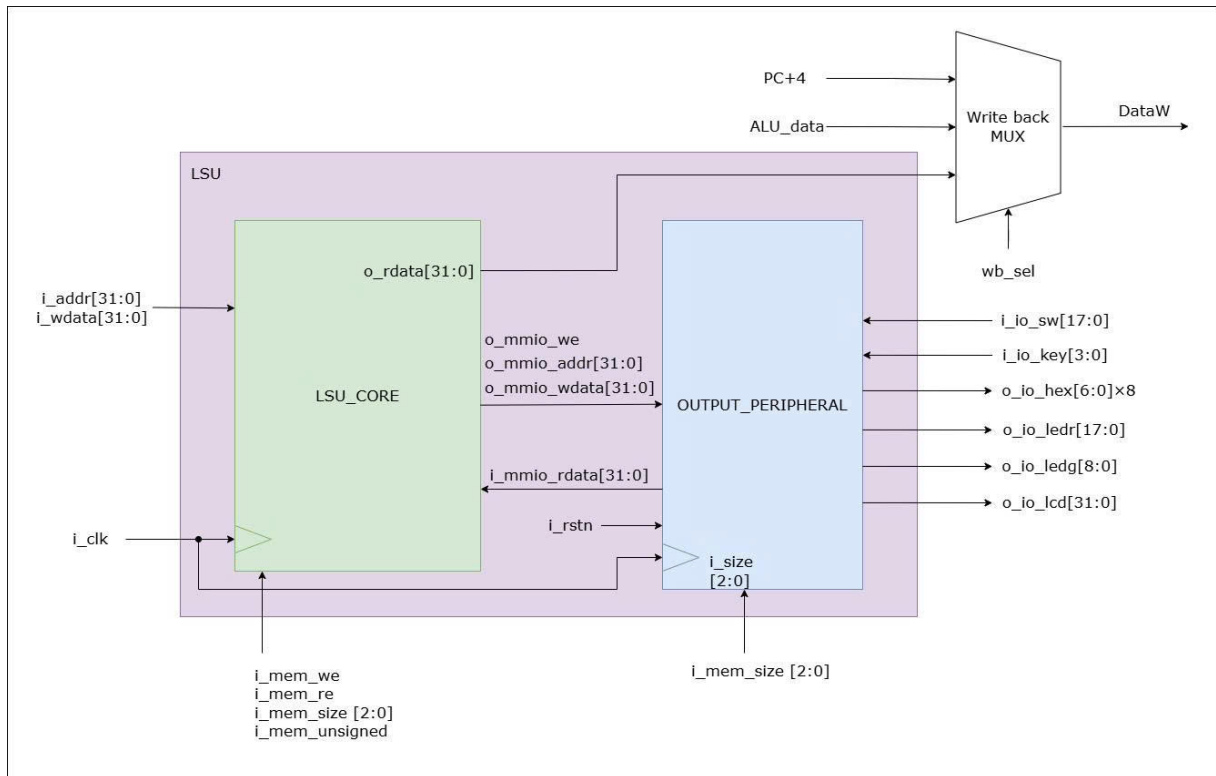 PC+4
ALU_data
Write back
MUX
DataW
wb_sel
LSU
o_rdata[31:0]
i_addr[31:0]
i_wdata[31:0]
o_mmio_we
o_mmio_addr[31:0]
o_mmio_wdata[31:0]
LSU_CORE
OUTPUT_PERIPHERAL
i_io_sw[17:0]
i_io_key[3:0]
o_io_hex[6:0]×8
o_io_ledr[17:0]
o_io_ledg[8:0]
o_io_lcd[31:0]
i_mmio_rdata[31:0]
i_rstn
i_clk
i_size
[2:0]
i_mem_we
i_mem_re
i_mem_size [2:0]
i_mem_unsigned
i_mem_size [2:0]